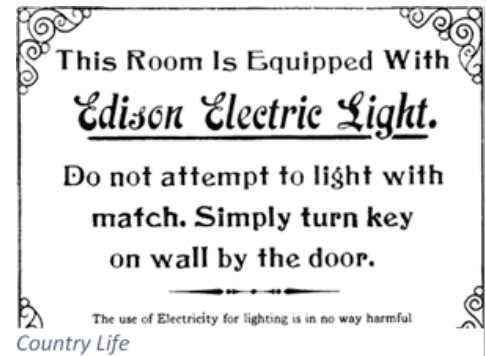 This Room Is Equipped With
Edison Electric Light.
Do not attempt to light with
match. Simply turn key
on wall by the door.
The use of Electricity for lighting is in no way harmful
Country Life